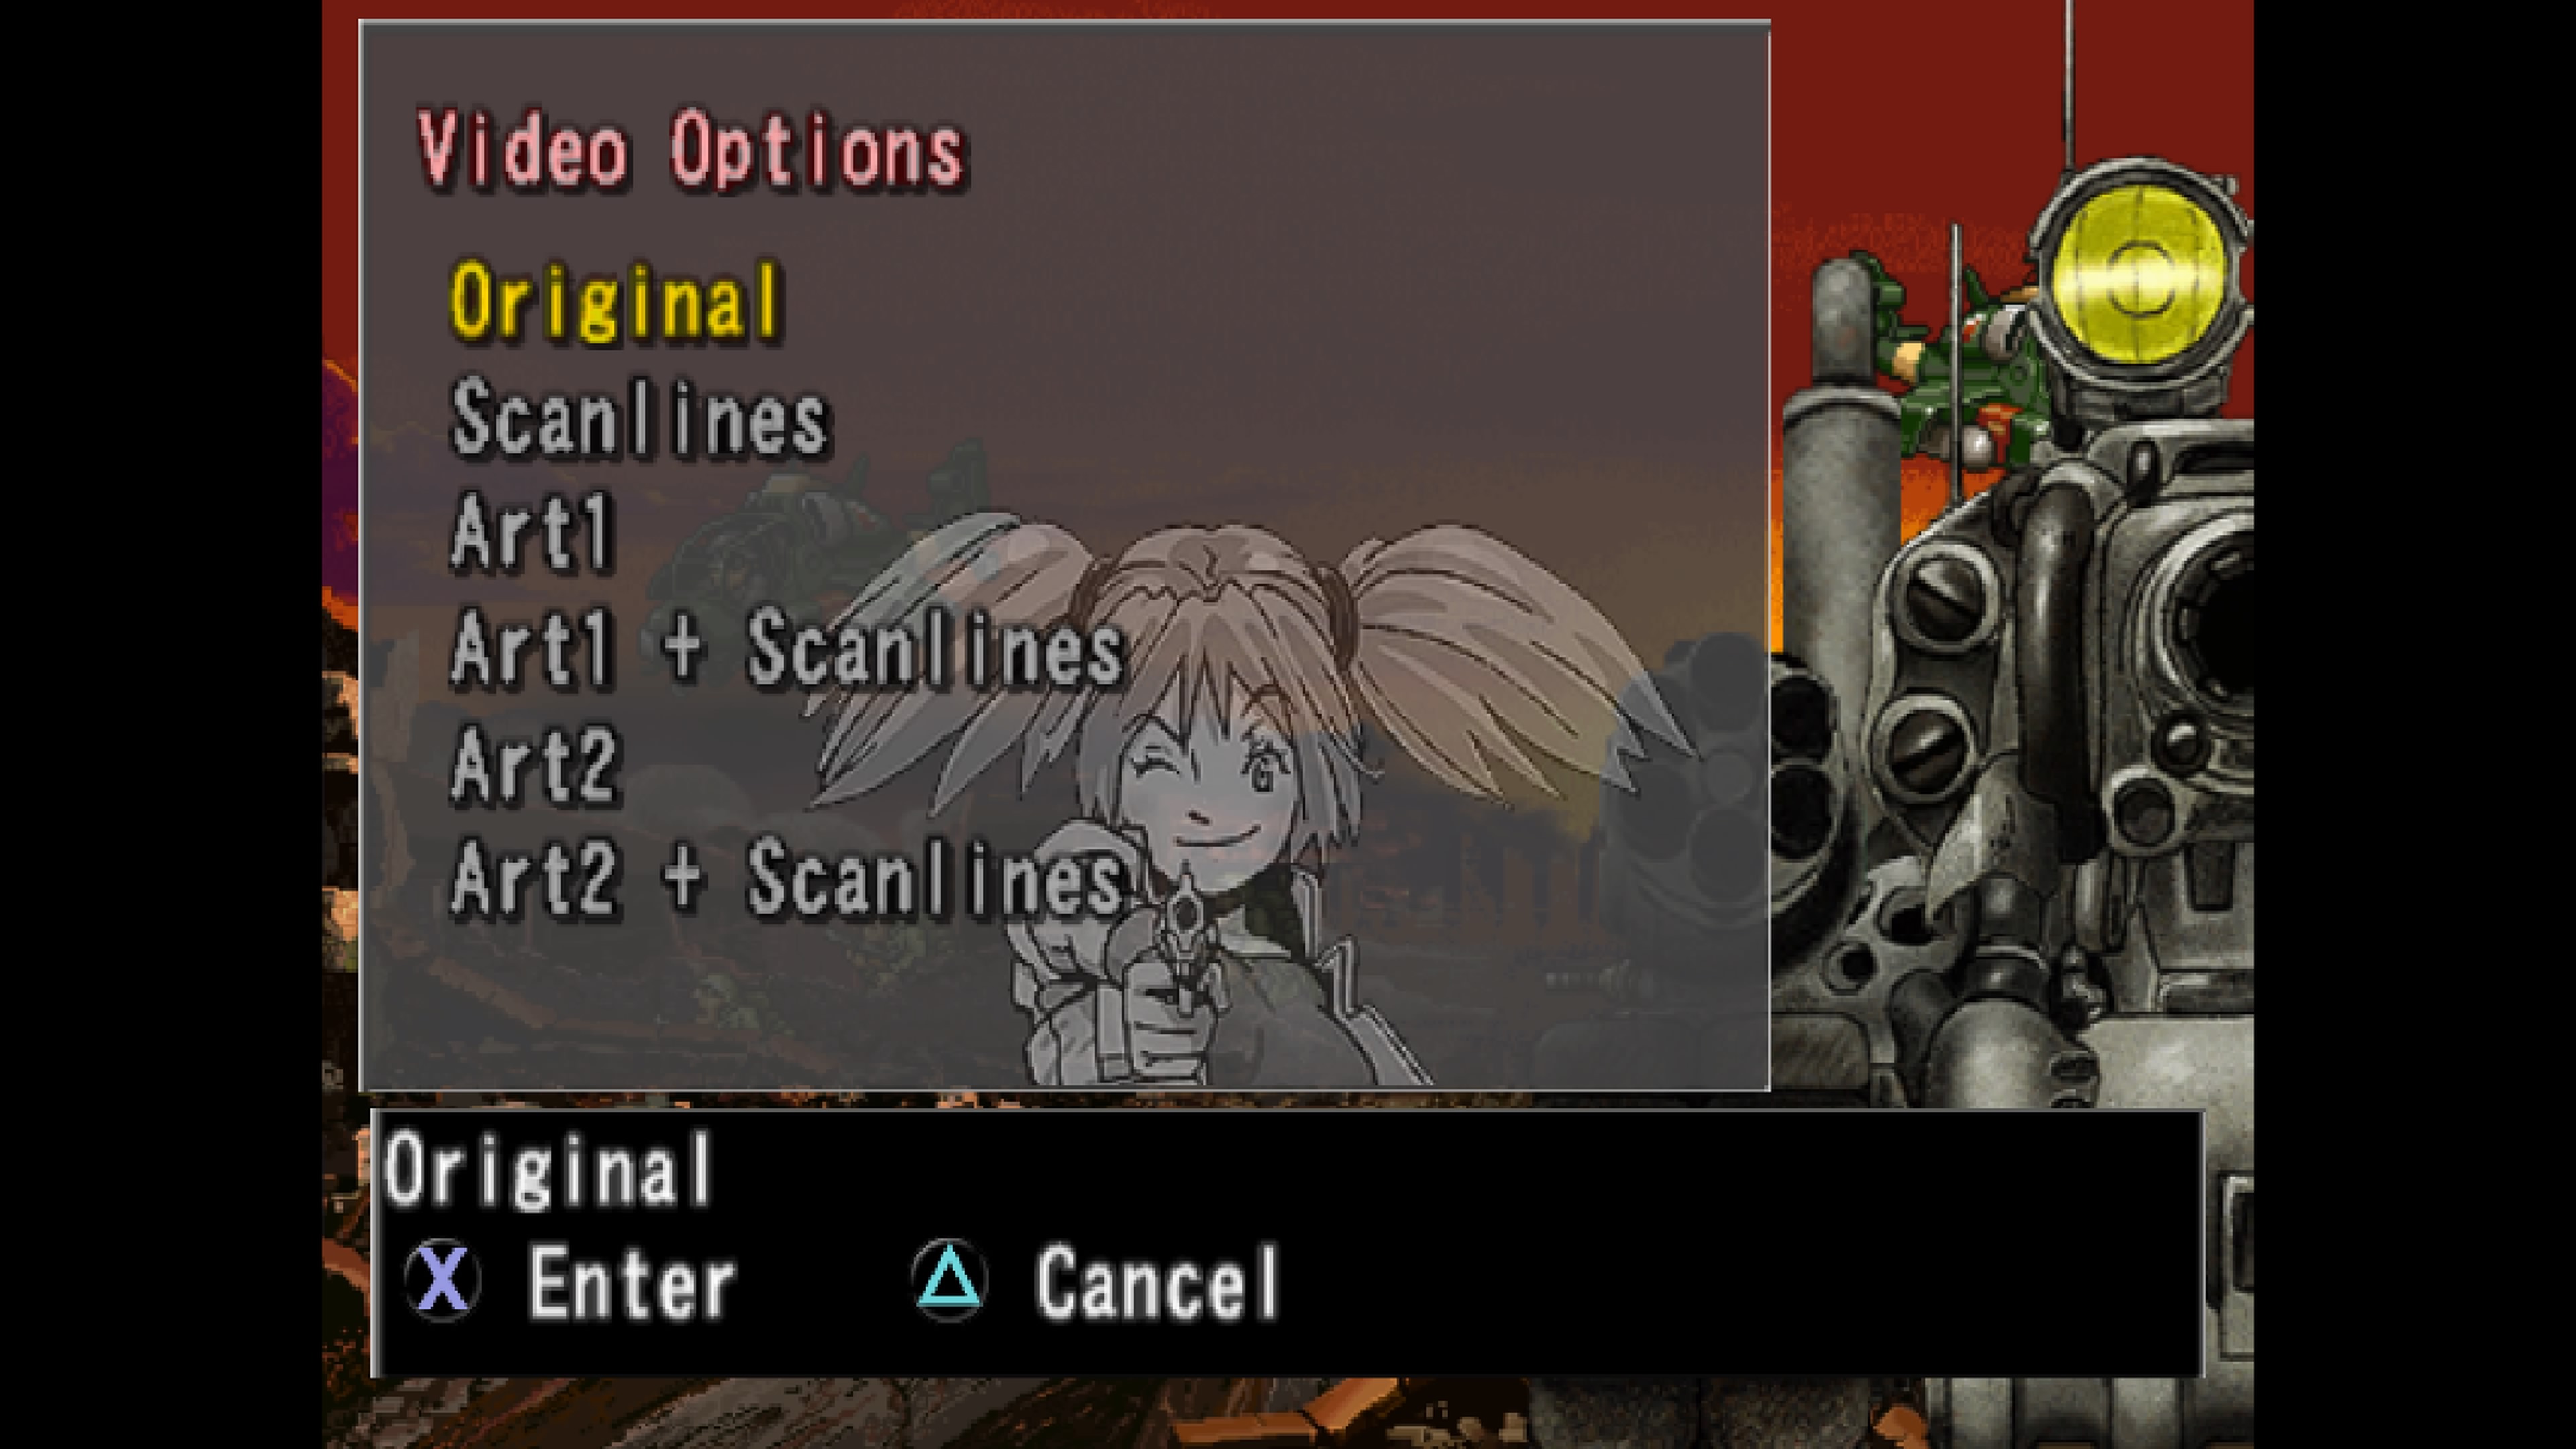 Video Options
Original
Scanlines
Art1
Art1 + Scanlines
Art2
Art2 + Scanlines
Original
X Enter △ Cancel